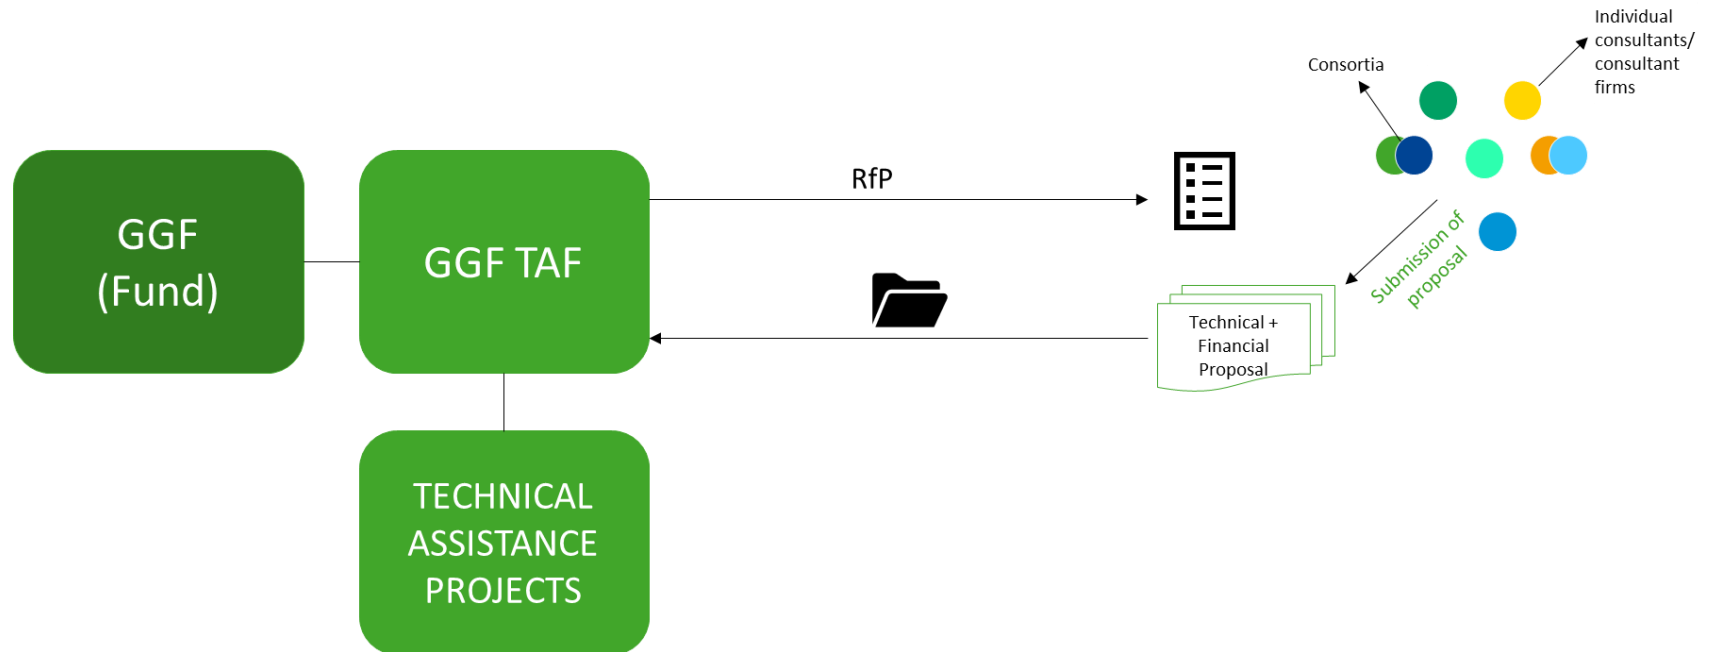 GGF
(Fund)
GGF TAF
TECHNICAL
ASSISTANCE
PROJECTS
RfP
Consortia
Individual
consultants/
consultant
firms
Submission of
proposal
Technical +
Financial
Proposal